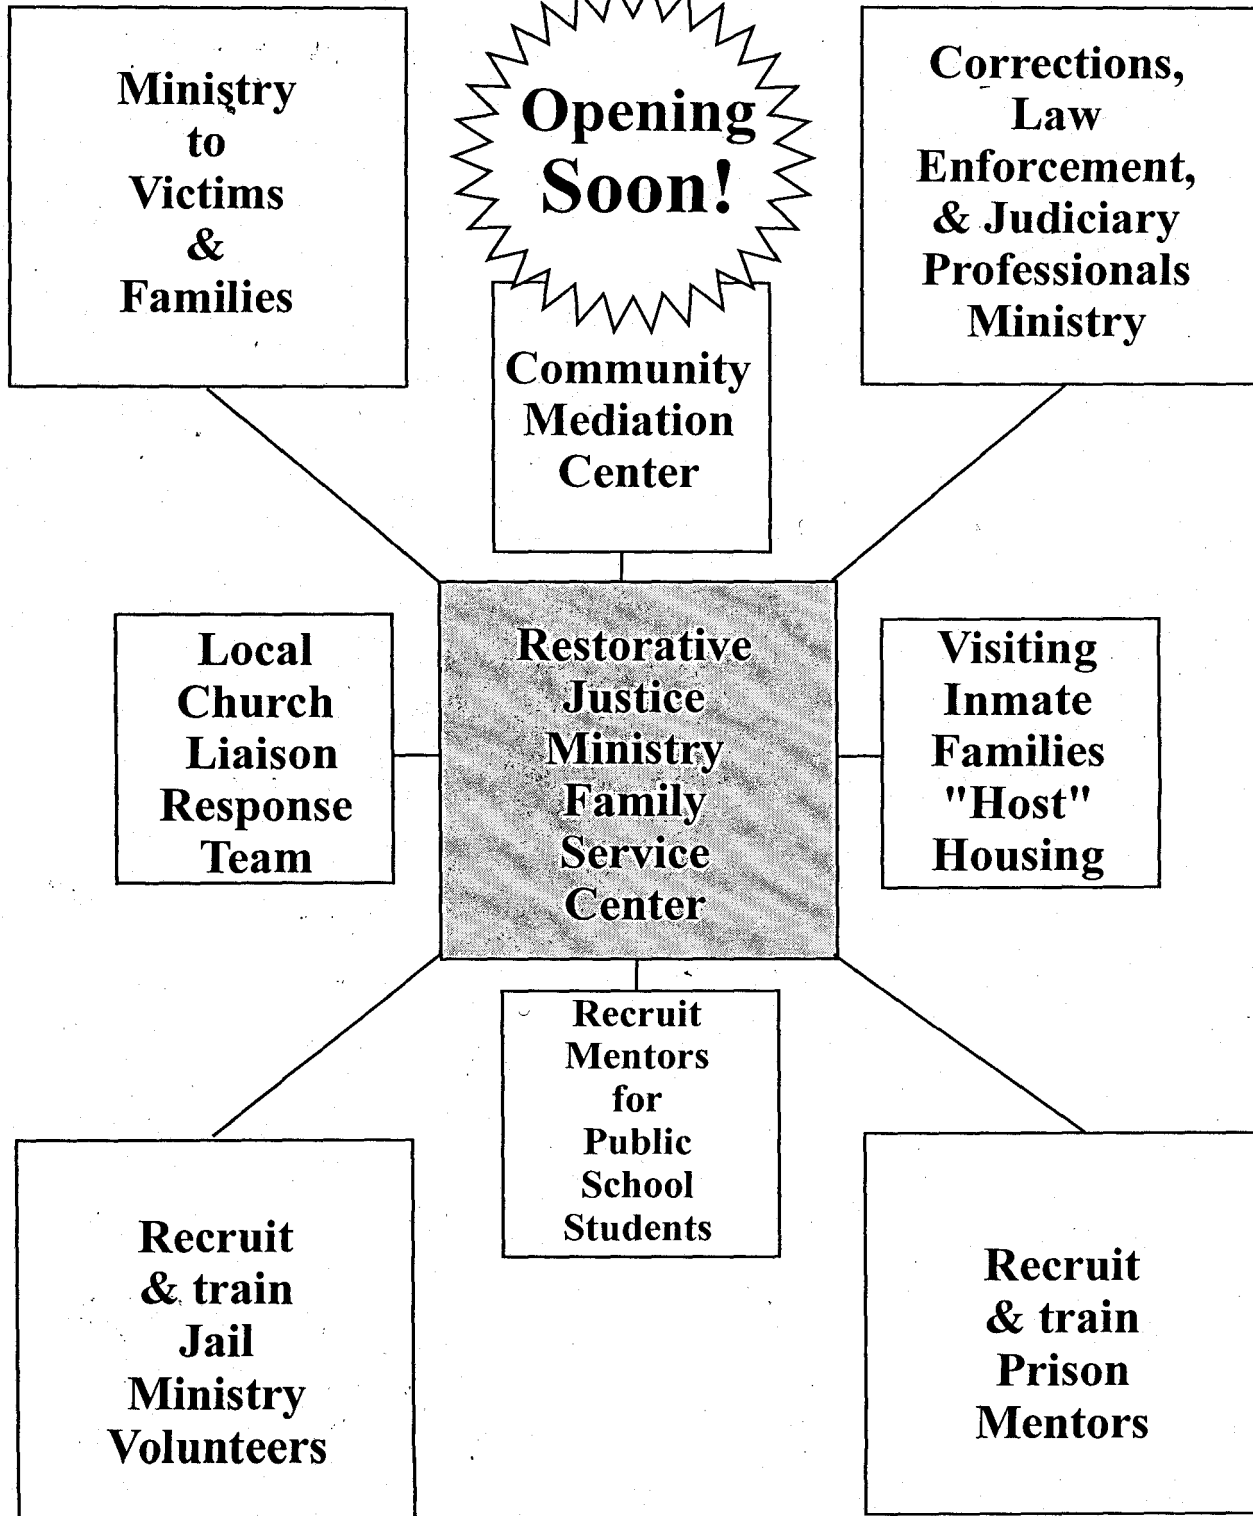 Ministry
to
Victims
&
Families
Opening
Soon!
Corrections,
Law
Enforcement,
& Judiciary
Professionals
Ministry
Community
Mediation
Center
Local
Church
Liaison
Response
Team
Restorative
Justice
Ministry
Family
Service
Center
Visiting
Inmate
Families
"Host"
Housing
Recruit
Mentors
for
Public
School
Students
Recruit
& train
Jail
Ministry
Volunteers
Recruit
& train
Prison
Mentors